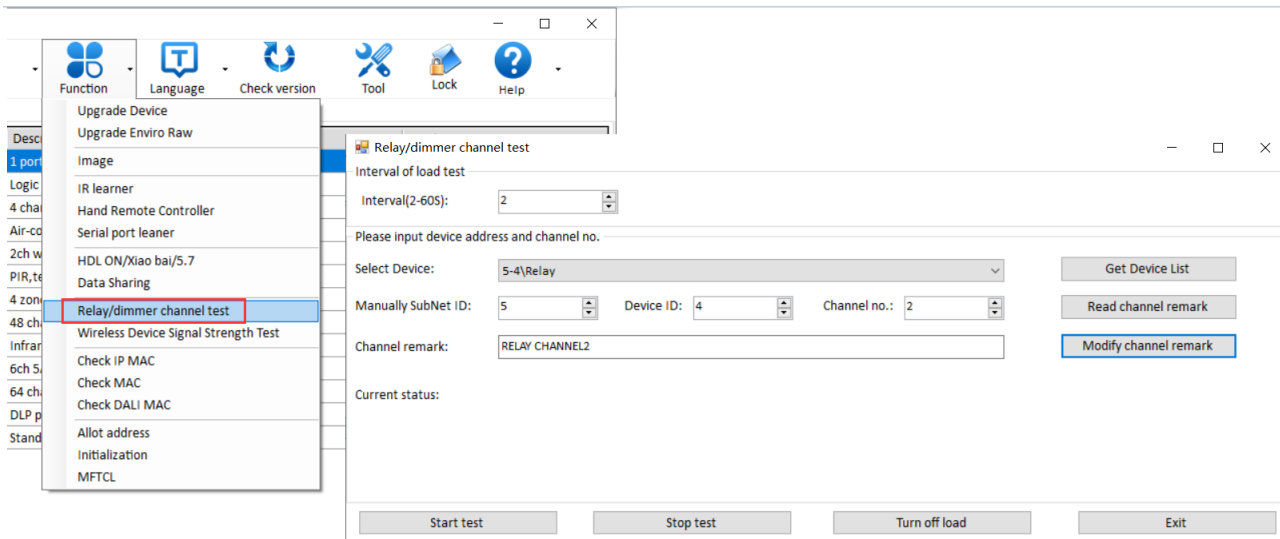 Function
Language
Check version
Tool
Lock
Help
Upgrade Device
Upgrade Enviro Raw
Image
IR learner
Hand Remote Controller
Serial port leaner
HDL ON/Xiao bai/5.7
Data Sharing
Relay/dimmer channel test
Wireless Device Signal Strength Test
Check IP MAC
Check MAC
Check DALI MAC
Allot address
Initialization
MFTCL
Desc
1 port
Logic
4 cha
Air-co
2ch w
PIR,te
4 zon
48 ch
Infrar
6ch 5
64 ch
DLP p
Stand
Relay/dimmer channel test
Interval of load test
Interval(2-60S): 2
Please input device address and channel no.
Select Device: 5-4\Relay Get Device List
Manually SubNet ID: 5 Device ID: 4 Channel no.: 2 Read channel remark
Channel remark: RELAY CHANNEL2 Modify channel remark
Current status:
Start test Stop test Turn off load Exit